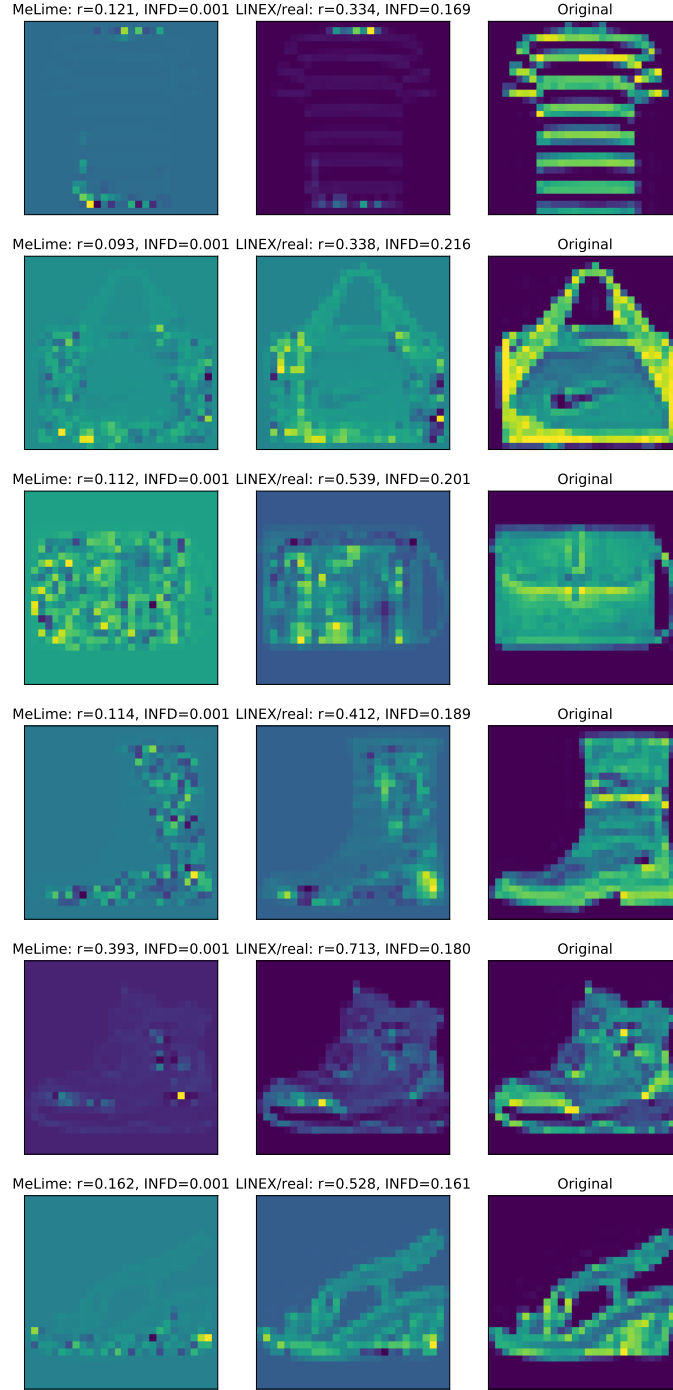 MeLime: r=0.121, INFD=0.001 LINEX/real: r=0.334, INFD=0.169 Original
MeLime: r=0.093, INFD=0.001 LINEX/real: r=0.338, INFD=0.216 Original
MeLime: r=0.112, INFD=0.001 LINEX/real: r=0.539, INFD=0.201 Original
MeLime: r=0.114, INFD=0.001 LINEX/real: r=0.412, INFD=0.189 Original
MeLime: r=0.393, INFD=0.001 LINEX/real: r=0.713, INFD=0.180 Original
MeLime: r=0.162, INFD=0.001 LINEX/real: r=0.528, INFD=0.161 Original